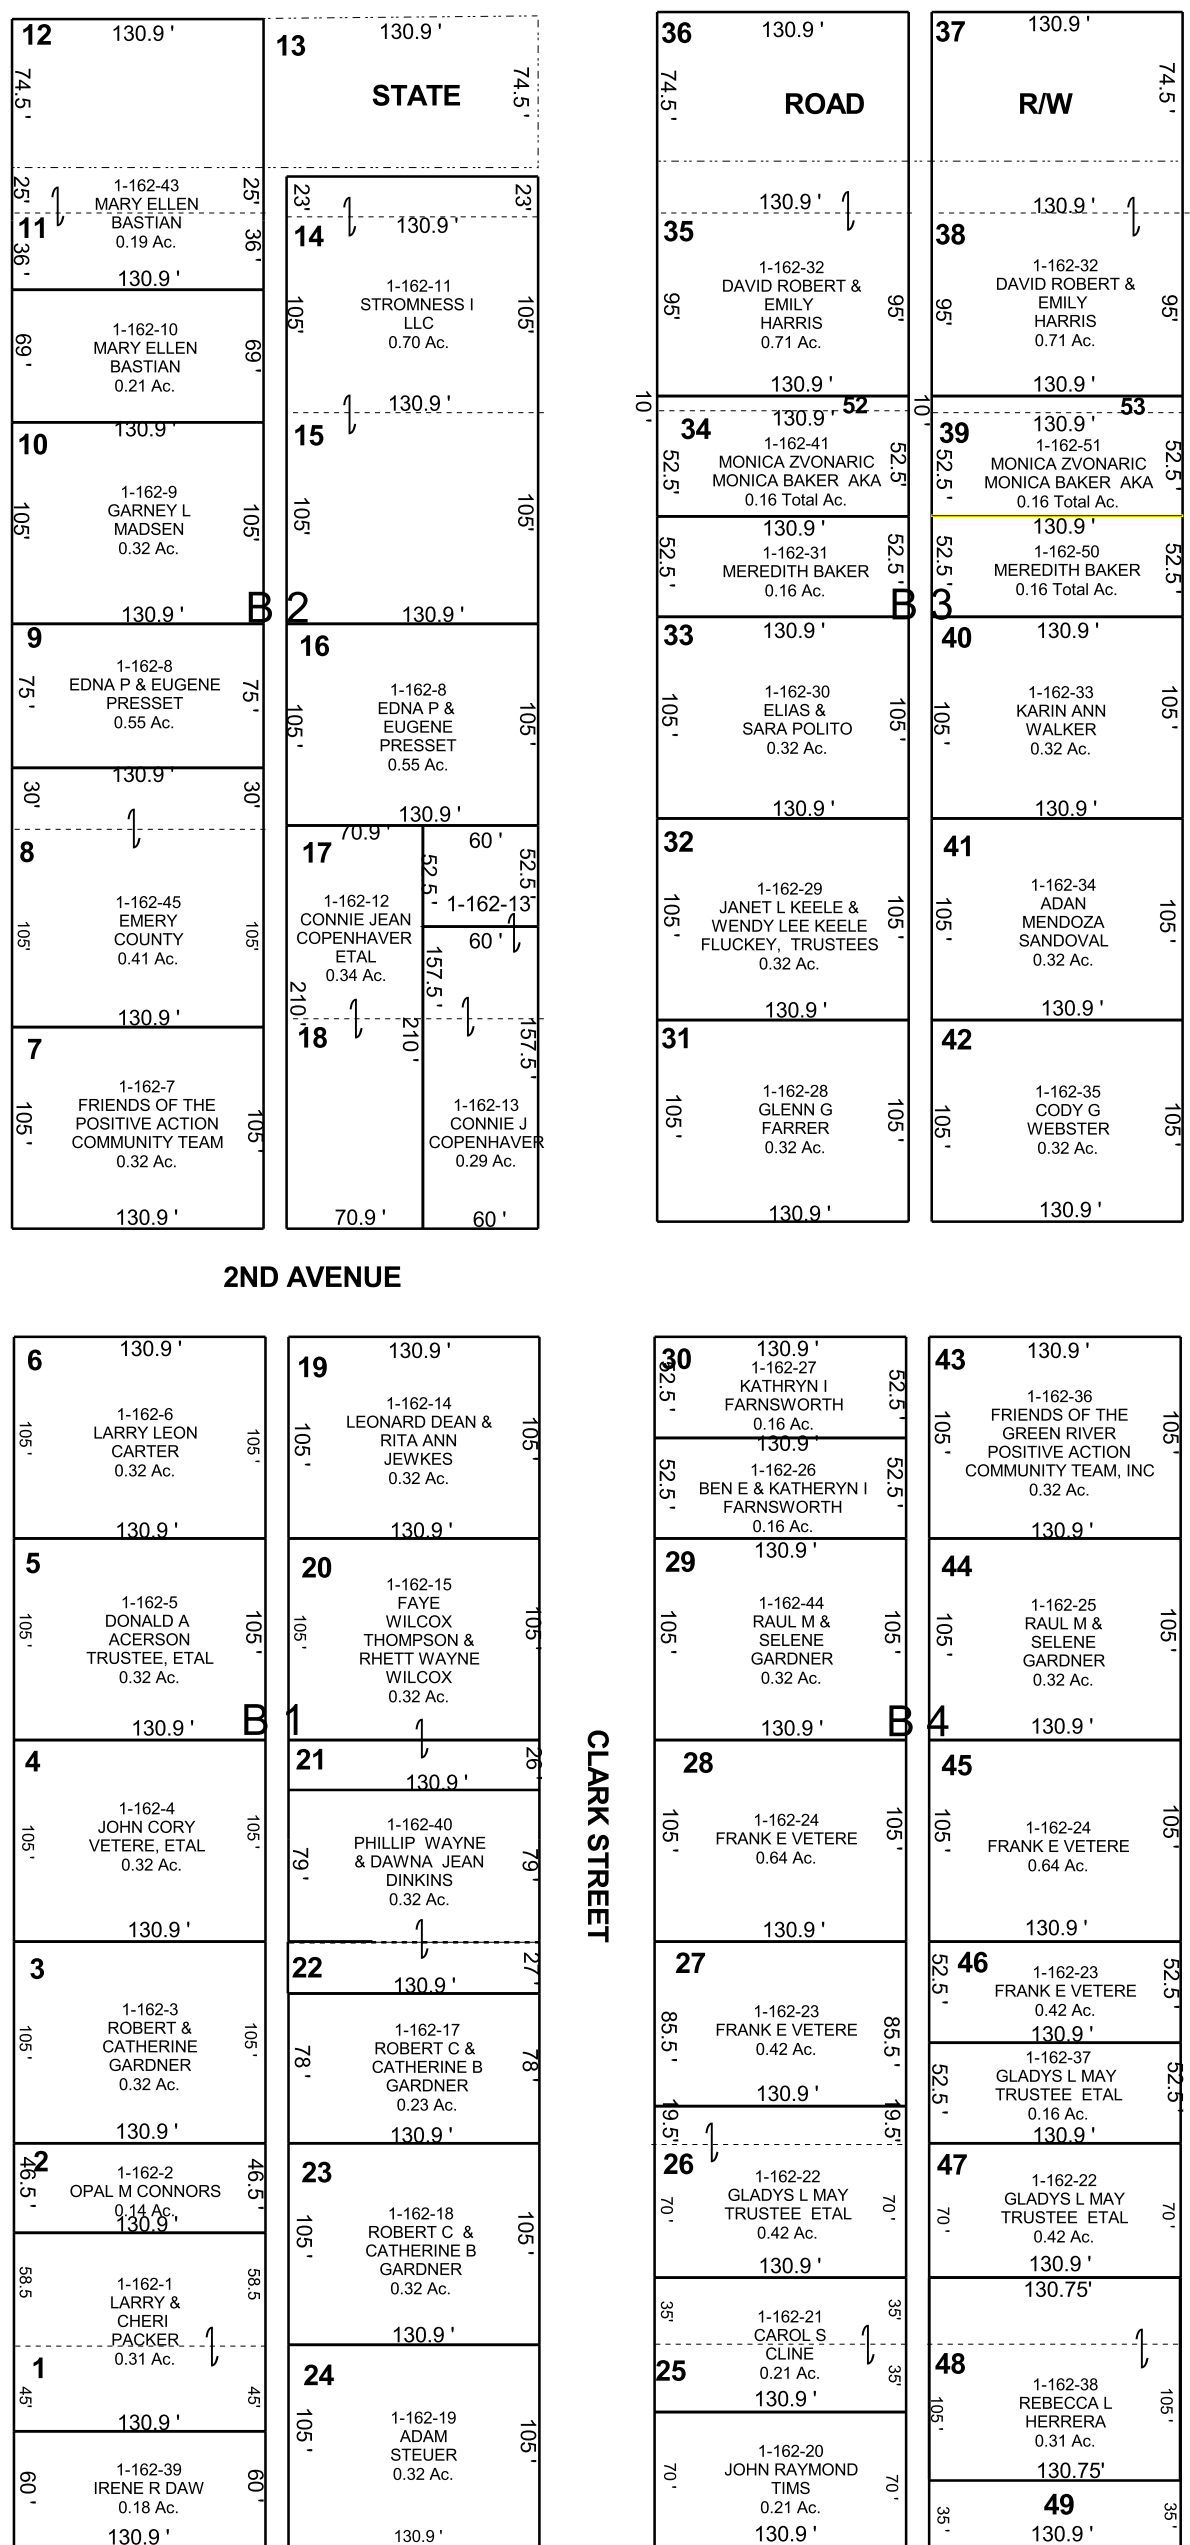 12
130.9 '
74.5 '
13
130.9 '
74.5 '
STATE
25'
1-162-43
MARY ELLEN
BASTIAN
0.19 Ac.
25'
11
36'
36'
130.9 '
69 '
1-162-10
MARY ELLEN
BASTIAN
0.21 Ac.
69 '
130.9 '
10
105'
1-162-9
GARNEY L
MADSEN
0.32 Ac.
105'
130.9 '
23'
23'
14
130.9 '
105'
1-162-11
STROMNESS I
LLC
0.70 Ac.
105'
130.9 '
15
105'
105'
130.9 '
B 2
9
75 '
1-162-8
EDNA P & EUGENE
PRESSET
0.55 Ac.
75 '
130.9 '
30'
30'
8
105'
1-162-45
EMERY
COUNTY
0.41 Ac.
105'
130.9 '
7
105 '
1-162-7
FRIENDS OF THE
POSITIVE ACTION
COMMUNITY TEAM
0.32 Ac.
105 '
130.9 '
16
105 '
1-162-8
EDNA P &
EUGENE
PRESSET
0.55 Ac.
105 '
130.9 '
70.9 '
17
1-162-12
CONNIE JEAN
COPENHAVER
ETAL
0.34 Ac.
210 '
210 '
18
70.9 '
60 '
52.5 '
52.5 '
1-162-13
60 '
157.5 '
157.5 '
1-162-13
CONNIE J
COPENHAVER
0.29 Ac.
60 '
36
130.9 '
74.5 '
ROAD
37
130.9 '
74.5 '
R/W
130.9 '
130.9 '
35
95'
1-162-32
DAVID ROBERT &
EMILY
HARRIS
0.71 Ac.
95'
130.9 '
38
95'
1-162-32
DAVID ROBERT &
EMILY
HARRIS
0.71 Ac.
95'
130.9 '
10'
52
10'
53
130.9 '
34
52.5'
1-162-41
MONICA ZVONARIC
MONICA BAKER  AKA
0.16 Total Ac.
52.5'
130.9 '
39
52.5 '
1-162-51
MONICA ZVONARIC
MONICA BAKER  AKA
0.16 Total Ac.
52.5 '
130.9 '
52.5 '
1-162-31
MEREDITH BAKER
0.16 Ac.
52.5 '
130.9 '
52.5 '
1-162-50
MEREDITH BAKER
0.16 Total Ac.
52.5 '
B 3
130.9 '
33
105 '
1-162-30
ELIAS &
SARA POLITO
0.32 Ac.
105 '
130.9 '
130.9 '
40
105 '
1-162-33
KARIN ANN
WALKER
0.32 Ac.
105 '
130.9 '
32
105 '
1-162-29
JANET L KEELE &
WENDY LEE KEELE
FLUCKEY,  TRUSTEES
0.32 Ac.
105 '
130.9 '
41
105 '
1-162-34
ADAN
MENDOZA
SANDOVAL
0.32 Ac.
105 '
130.9 '
31
105 '
1-162-28
GLENN G
FARRER
0.32 Ac.
105 '
130.9 '
42
105 '
1-162-35
CODY G
WEBSTER
0.32 Ac.
105 '
130.9 '
2ND AVENUE
6
130.9 '
105 '
1-162-6
LARRY LEON
CARTER
0.32 Ac.
105 '
130.9 '
19
130.9 '
105 '
1-162-14
LEONARD DEAN &
RITA ANN
JEWKES
0.32 Ac.
105 '
130.9 '
5
105 '
1-162-5
DONALD A
ACERSON
TRUSTEE, ETAL
0.32 Ac.
105 '
130.9 '
20
105 '
1-162-15
FAYE
WILCOX
THOMPSON &
RHETT WAYNE
WILCOX
0.32 Ac.
105 '
B 1
4
105 '
1-162-4
JOHN CORY
VETERE, ETAL
0.32 Ac.
105 '
130.9 '
21
26 '
130.9 '
79 '
1-162-40
PHILLIP  WAYNE
& DAWNA  JEAN
DINKINS
0.32 Ac.
79 '
22
27 '
130.9 '
3
105 '
1-162-3
ROBERT &
CATHERINE
GARDNER
0.32 Ac.
105 '
130.9 '
78 '
1-162-17
ROBERT C &
CATHERINE B
GARDNER
0.23 Ac.
78 '
130.9 '
2
46.5 '
1-162-2
OPAL M CONNORS
0.14 Ac.
46.5 '
130.9 '
58.5
1-162-1
LARRY &
CHERI
PACKER
0.31 Ac.
58.5
1
45'
45'
130.9 '
60 '
1-162-39
IRENE R DAW
0.18 Ac.
60 '
130.9 '
23
105 '
1-162-18
ROBERT C  &
CATHERINE B
GARDNER
0.32 Ac.
105 '
130.9 '
24
105 '
1-162-19
ADAM
STEUER
0.32 Ac.
105 '
130.9 '
CLARK STREET
30
130.9 '
52.5 '
1-162-27
KATHRYN I
FARNSWORTH
0.16 Ac.
52.5 '
130.9 '
52.5 '
1-162-26
BEN E & KATHERYN I
FARNSWORTH
0.16 Ac.
52.5 '
43
130.9 '
105 '
1-162-36
FRIENDS OF THE
GREEN RIVER
POSITIVE ACTION
COMMUNITY TEAM, INC
0.32 Ac.
105 '
130.9 '
130.9 '
29
105 '
1-162-44
RAUL M &
SELENE
GARDNER
0.32 Ac.
105 '
130.9 '
44
105 '
1-162-25
RAUL M &
SELENE
GARDNER
0.32 Ac.
105 '
130.9 '
B 4
28
105 '
1-162-24
FRANK E VETERE
0.64 Ac.
105 '
130.9 '
45
105 '
1-162-24
FRANK E VETERE
0.64 Ac.
105 '
130.9 '
27
85.5 '
1-162-23
FRANK E VETERE
0.42 Ac.
85.5 '
130.9 '
46
52.5 '
1-162-23
FRANK E VETERE
0.42 Ac.
52.5 '
130.9 '
52.5 '
1-162-37
GLADYS L MAY
TRUSTEE  ETAL
0.16 Ac.
52.5 '
130.9 '
19.5'
19.5'
26
70 '
1-162-22
GLADYS L MAY
TRUSTEE  ETAL
0.42 Ac.
70 '
130.9 '
47
70 '
1-162-22
GLADYS L MAY
TRUSTEE  ETAL
0.42 Ac.
70 '
130.9 '
35'
1-162-21
CAROL S
CLINE
0.21 Ac.
35'
25
35'
130.9 '
70 '
1-162-20
JOHN RAYMOND
TIMS
0.21 Ac.
70 '
130.9 '
130.75'
48
105 '
1-162-38
REBECCA L
HERRERA
0.31 Ac.
105 '
130.75'
49
35 '
35 '
130.9 '